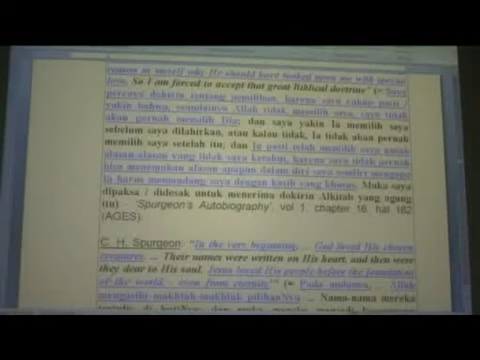 reason in myself why He should have looked upon me with special
love. So I am forced to accept that great Biblical doctrine" (= Saya
percaya doktrin tentang pemilihan, karena saya cukup pasti /
yakin bahwa, seandainya Allah tidak memilih saya, saya tidak
akan pernah memilih Dia; dan saya yakin Ia memilih saya
sebelum saya dilahirkan, atau kalau tidak, Ia tidak akan pernah
memilih saya setelah itu; dan Ia pasti telah memilih saya untuk
alasan-alasan yang tidak saya ketahui, karena saya tidak pernah
bisa menemukan alasan apapun dalam diri saya sendiri mengapa
Ia harus memandang saya dengan kasih yang khusus. Maka saya
dipaksa / didesak untuk menerima doktrin Alkitab yang agung
itu) - 'Spurgeon's Autobiography', vol 1, chapter 16, hal 182
(AGES).
C. H. Spurgeon: "In the very beginning, ... God loved His chosen
creatures. ... Their names were written on His heart, and then were
they dear to His soul. Jesus loved His people before the foundation
of the world, - even from eternity" (= Pada awalnya, ... Allah
mengasihi makhluk-makhluk pilihanNya. ... Nama-nama mereka